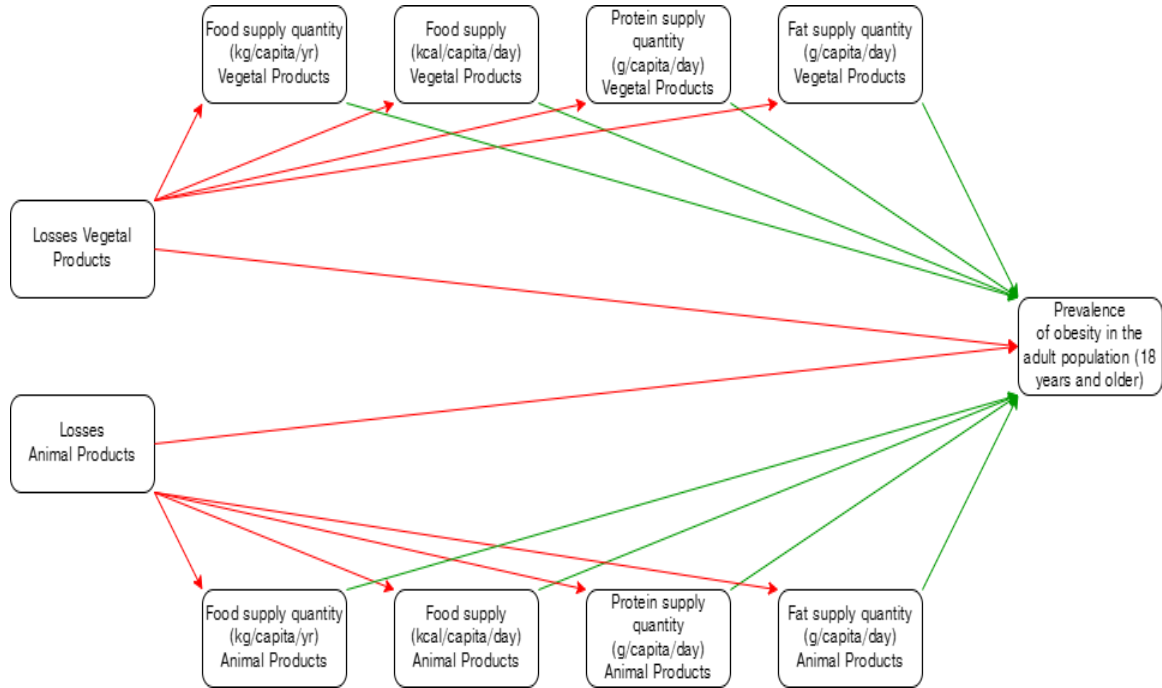 Food supply quantity
(kg/capita/yr)
Vegetal Products
Food supply
(kcal/capita/day)
Vegetal Products
Protein supply
quantity
(g/capita/day)
Vegetal Products
Fat supply quantity
(g/capita/day)
Vegetal Products
Losses Vegetal
Products
Prevalence
of obesity in the
adult population (18
years and older)
Losses
Animal Products
Food supply quantity
(kg/capita/yr)
Animal Products
Food supply
(kcal/capita/day)
Animal Products
Protein supply
quantity
(g/capita/day)
Animal Products
Fat supply quantity
(g/capita/day)
Animal Products